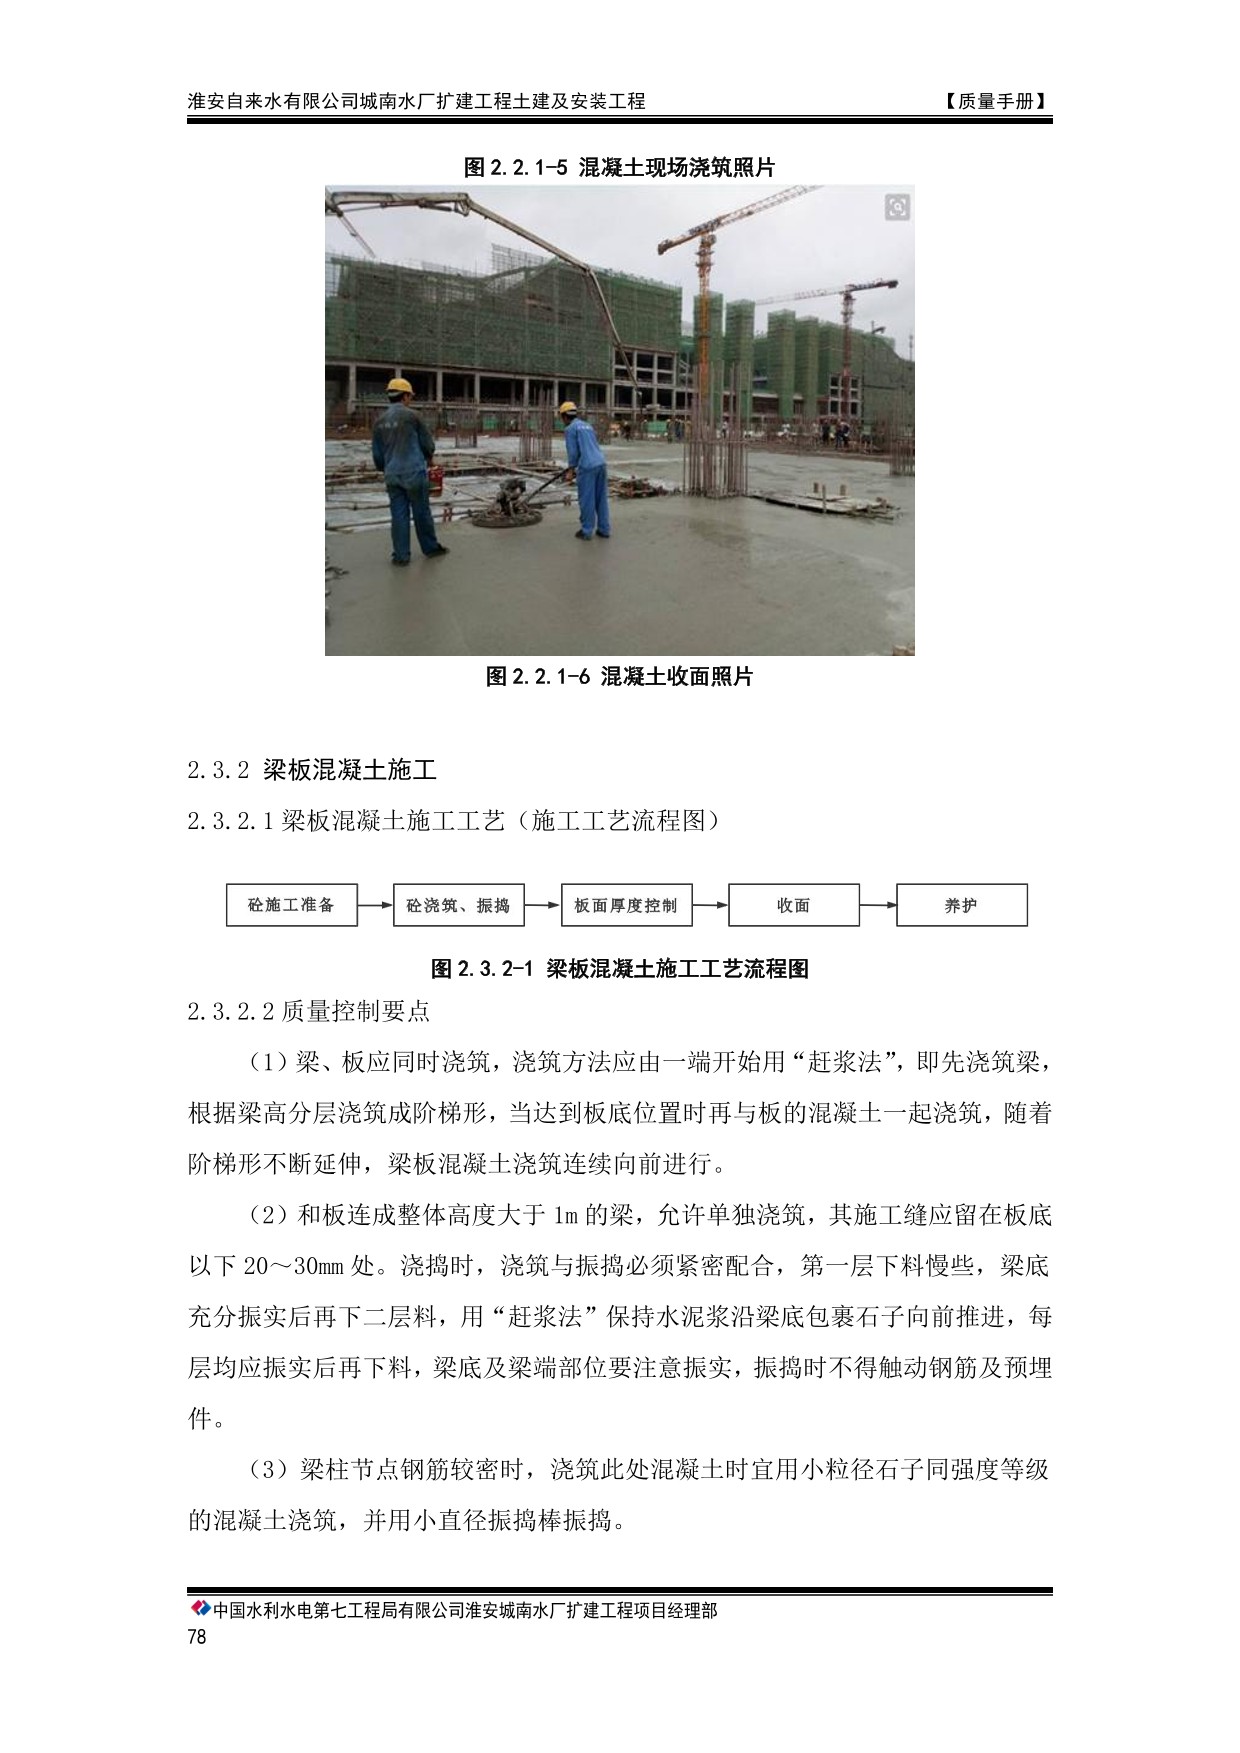 淮安自来水有限公司城南水厂扩建工程土建及安装工程 【质量手册】
图 2.2.1-5 混凝土现场浇筑照片
图 2.2.1-6 混凝土收面照片
2.3.2 梁板混凝土施工
2.3.2.1 梁板混凝土施工工艺（施工工艺流程图）
砼施工准备 砼浇筑、振捣 板面厚度控制 收面 养护
图 2.3.2-1 梁板混凝土施工工艺流程图
2.3.2.2 质量控制要点
（1）梁、板应同时浇筑，浇筑方法应由一端开始用“赶浆法”，即先浇筑梁，
根据梁高分层浇筑成阶梯形，当达到板底位置时再与板的混凝土一起浇筑，随着
阶梯形不断延伸，梁板混凝土浇筑连续向前进行。
（2）和板连成整体高度大于 1m 的梁，允许单独浇筑，其施工缝应留在板底
以下 20～30mm 处。浇捣时，浇筑与振捣必须紧密配合，第一层下料慢些，梁底
充分振实后再下二层料，用“赶浆法”保持水泥浆沿梁底包裹石子向前推进，每
层均应振实后再下料，梁底及梁端部位要注意振实，振捣时不得触动钢筋及预埋
件。
（3）梁柱节点钢筋较密时，浇筑此处混凝土时宜用小粒径石子同强度等级
的混凝土浇筑，并用小直径振捣棒振捣。
中国水利水电第七工程局有限公司淮安城南水厂扩建工程项目经理部
78